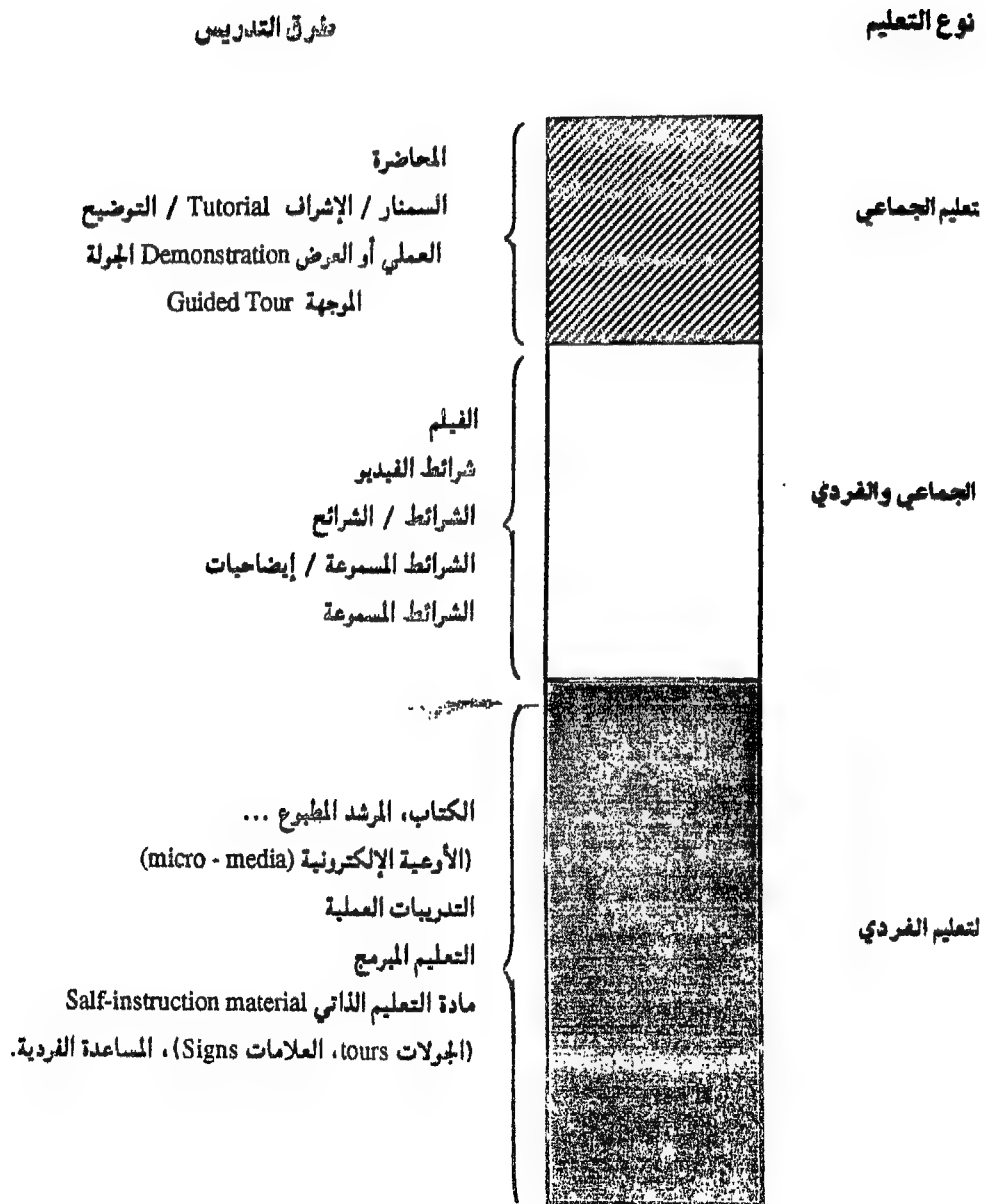 نوع التعليم
طرق التدريس
تعليم الجماعي
المحاضرة
السمنار / الإشراف Tutorial / التوضيح
العملي أو العرض Demonstration الجولة
الموجهة Guided Tour
الجماعي والفردي
الفيلم
شرائط الفيديو
الشرائط / الشرائح
الشرائط المسموعة / إيضاحيات
الشرائط المسموعة
لتعليم الفردي
الكتاب، المرشد المطبوع ...
(الأوعية الإلكترونية (micro - media)
التدريبات العملية
التعليم المبرمج
مادة التعليم الذاتي Salf-instruction material
(الجولات tours، العلامات Signs)، المساعدة الفردية.